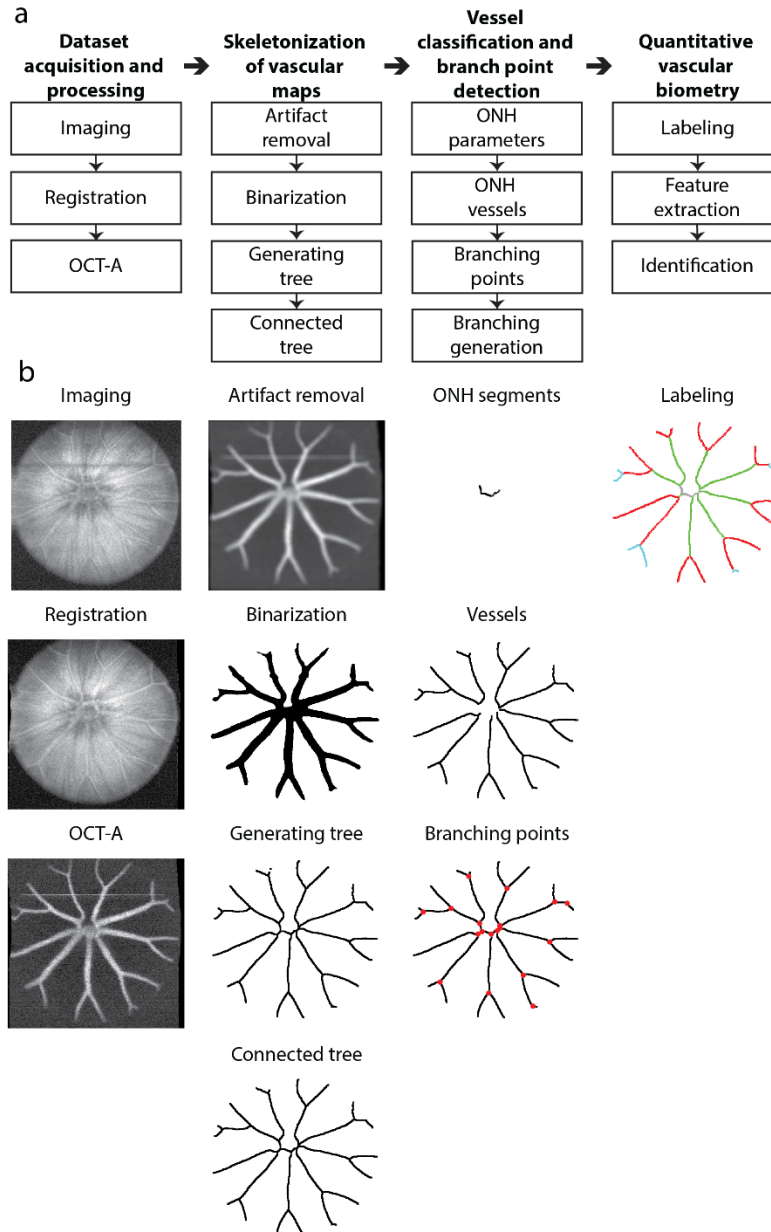 a
Dataset
acquisition and
processing
Skeletonization
of vascular
maps
Vessel
classification and
branch point
detection
Quantitative
vascular
biometry
Imaging
Registration
OCT-A
Artifact
removal
Binarization
Generating
tree
Connected
tree
ONH
parameters
ONH
vessels
Branching
points
Branching
generation
Labeling
Feature
extraction
Identification
b
Imaging
Artifact removal
ONH segments
Labeling
Registration
Binarization
Vessels
OCT-A
Generating tree
Branching points
Connected tree